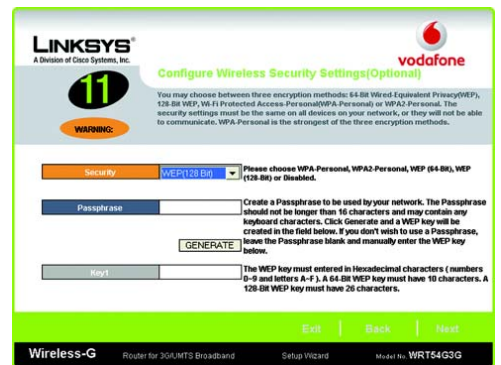 LINKSYS®
A Division of Cisco Systems, Inc.
vodafone
11
WARNING:
Configure Wireless Security Settings(Optional)
You may choose between three encryption methods: 64-Bit Wired-Equivalent Privacy(WEP),
128-Bit WEP, Wi-Fi Protected Access-Personal(WPA-Personal) or WPA2-Personal. The
security settings must be the same on all devices on your network, or they will not be able
to communicate. WPA-Personal is the strongest of the three encryption methods.
Security
WEP(128 Bit)
Please choose WPA-Personal, WPA2-Personal, WEP (64-Bit), WEP
(128-Bit) or Disabled.
Passphrase
Create a Passphrase to be used by your network. The Passphrase
should not be longer than 16 characters and may contain any
keyboard characters. Click Generate and a WEP key will be
created in the field below. If you don't wish to use a Passphrase,
leave the Passphrase blank and manually enter the WEP key
below.
GENERATE
Key1
The WEP key must entered in Hexadecimal characters ( numbers
0-9 and letters A-F ). A 64-Bit WEP key must have 10 characters. A
128-Bit WEP key must have 26 characters.
Exit
Back
Next
Wireless-G
Router for 3G/UMTS Broadband
Setup Wizard
Model No. WRT54G3G